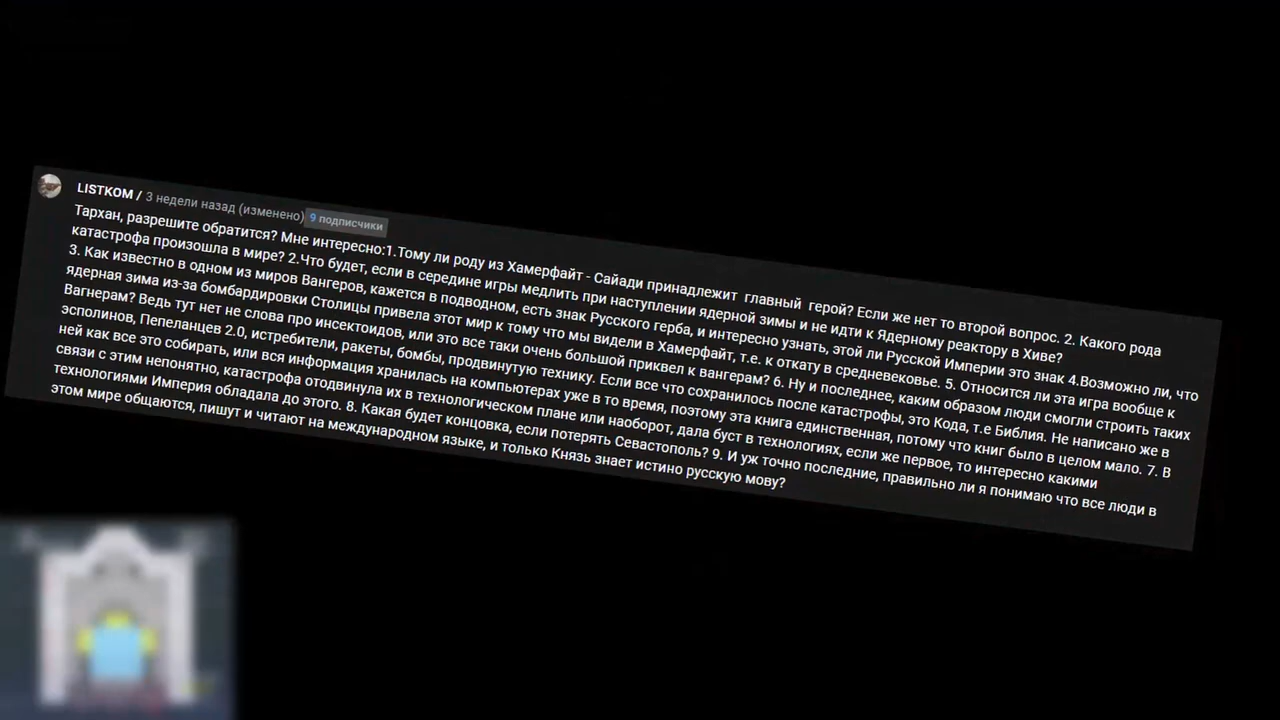 LISTKOM / 3 недели назад (изменено) 9 подписчики
Тархан, разрешите обратится? Мне интересно:1.Тому ли роду из Хамерфайт - Сайади принадлежит главный герой? Если же нет то второй вопрос. 2. Какого рода
катастрофа произошла в мире? 2.Что будет, если в середине игры медлить при наступлении ядерной зимы и не идти к Ядерному реактору в Хиве?
3. Как известно в одном из миров Вангеров, кажется в подводном, есть знак Русского герба, и интересно узнать, этой ли Русской Империи это знак 4.Возможно ли, что
ядерная зима из-за бомбардировки Столицы привела этот мир к тому что мы видели в Хамерфайт, т.е. к откату в средневековье. 5. Относится ли эта игра вообще к
Вагнерам? Ведь тут нет не слова про инсектоидов, или это все таки очень большой приквел к вангерам? 6. Ну и последнее, каким образом люди смогли строить таких
эсполинов, Пепеланцев 2.0, истребители, ракеты, бомбы, продвинутую технику. Если все что сохранилось после катастрофы, это Кода, т.е Библия. Не написано же в
ней как все это собирать, или вся информация хранилась на компьютерах уже в то время, поэтому эта книга единственная, потому что книг было в целом мало. 7. В
связи с этим непонятно, катастрофа отодвинула их в технологическом плане или наоборот, дала буст в технологиях, если же первое, то интересно какими
технологиями Империя обладала до этого. 8. Какая будет концовка, если потерять Севастополь? 9. И уж точно последние, правильно ли я понимаю что все люди в
этом мире общаются, пишут и читают на международном языке, и только Князь знает истино русскую мову?